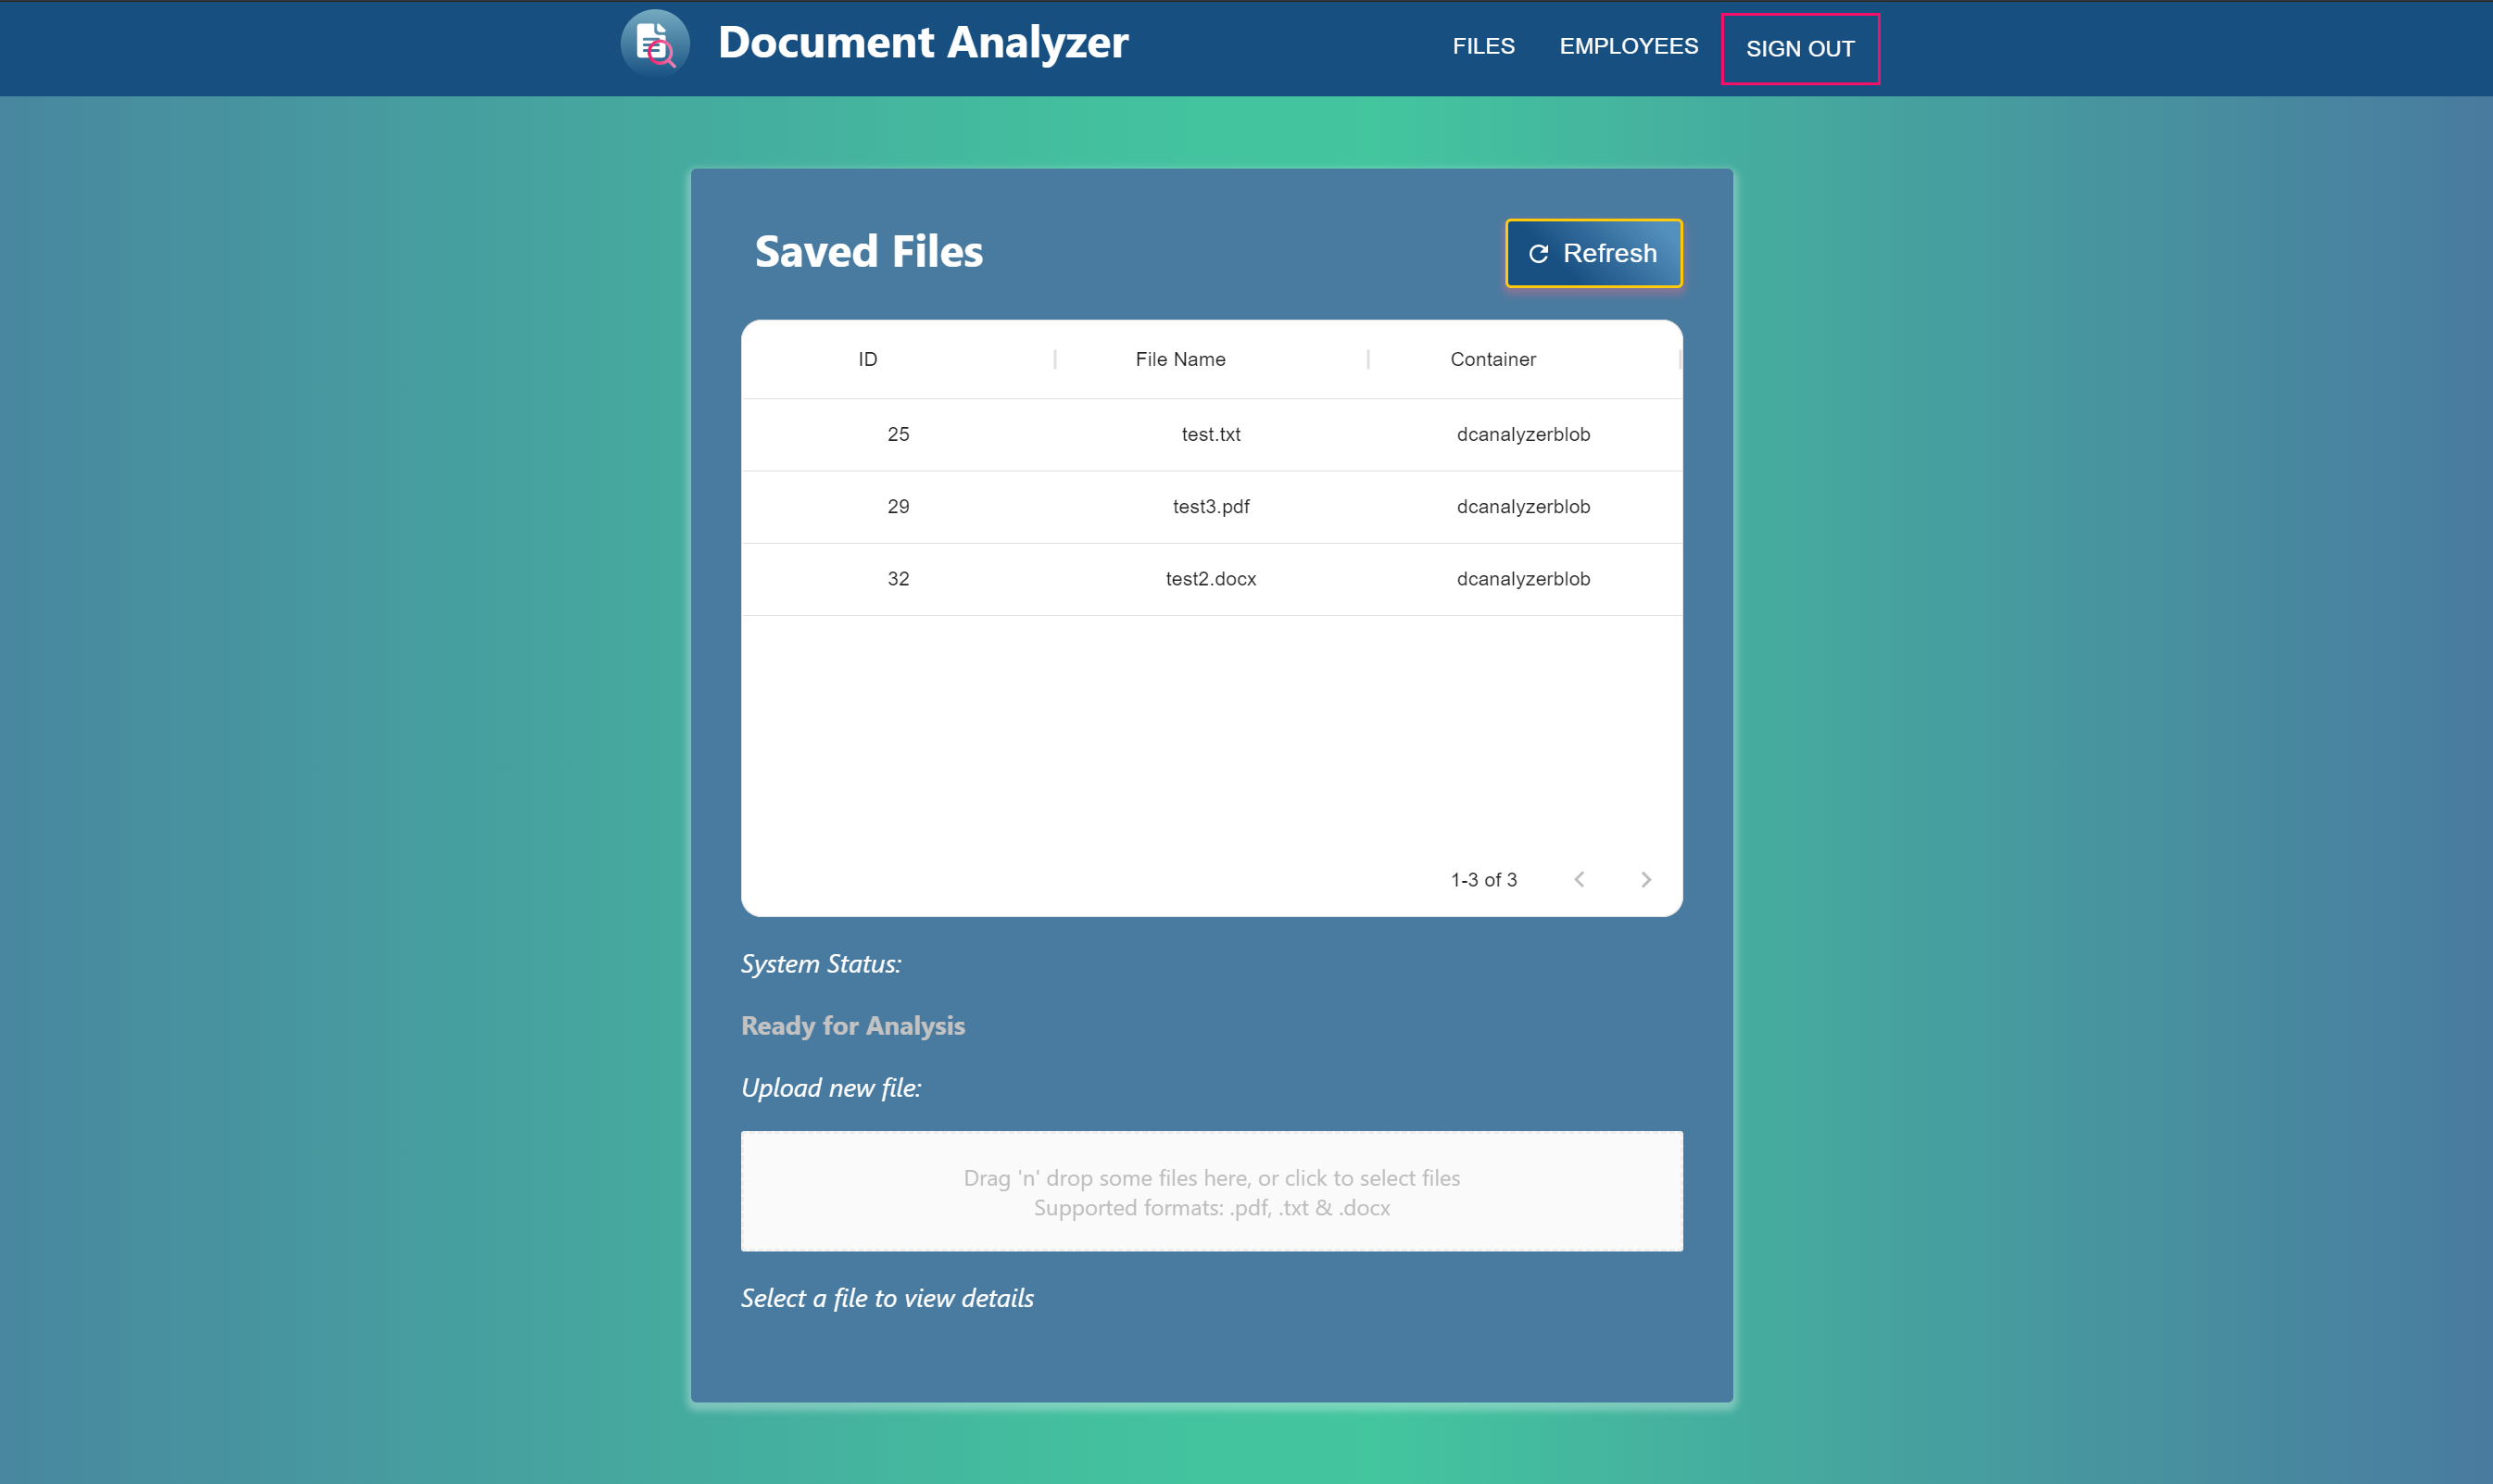 Document Analyzer
FILES EMPLOYEES SIGN OUT
Saved Files
Refresh
ID File Name Container
25 test.txt dcanalyzerblob
29 test3.pdf dcanalyzerblob
32 test2.docx dcanalyzerblob
1-3 of 3
System Status:
Ready for Analysis
Upload new file:
Drag 'n' drop some files here, or click to select files
Supported formats: .pdf, .txt & .docx
Select a file to view details